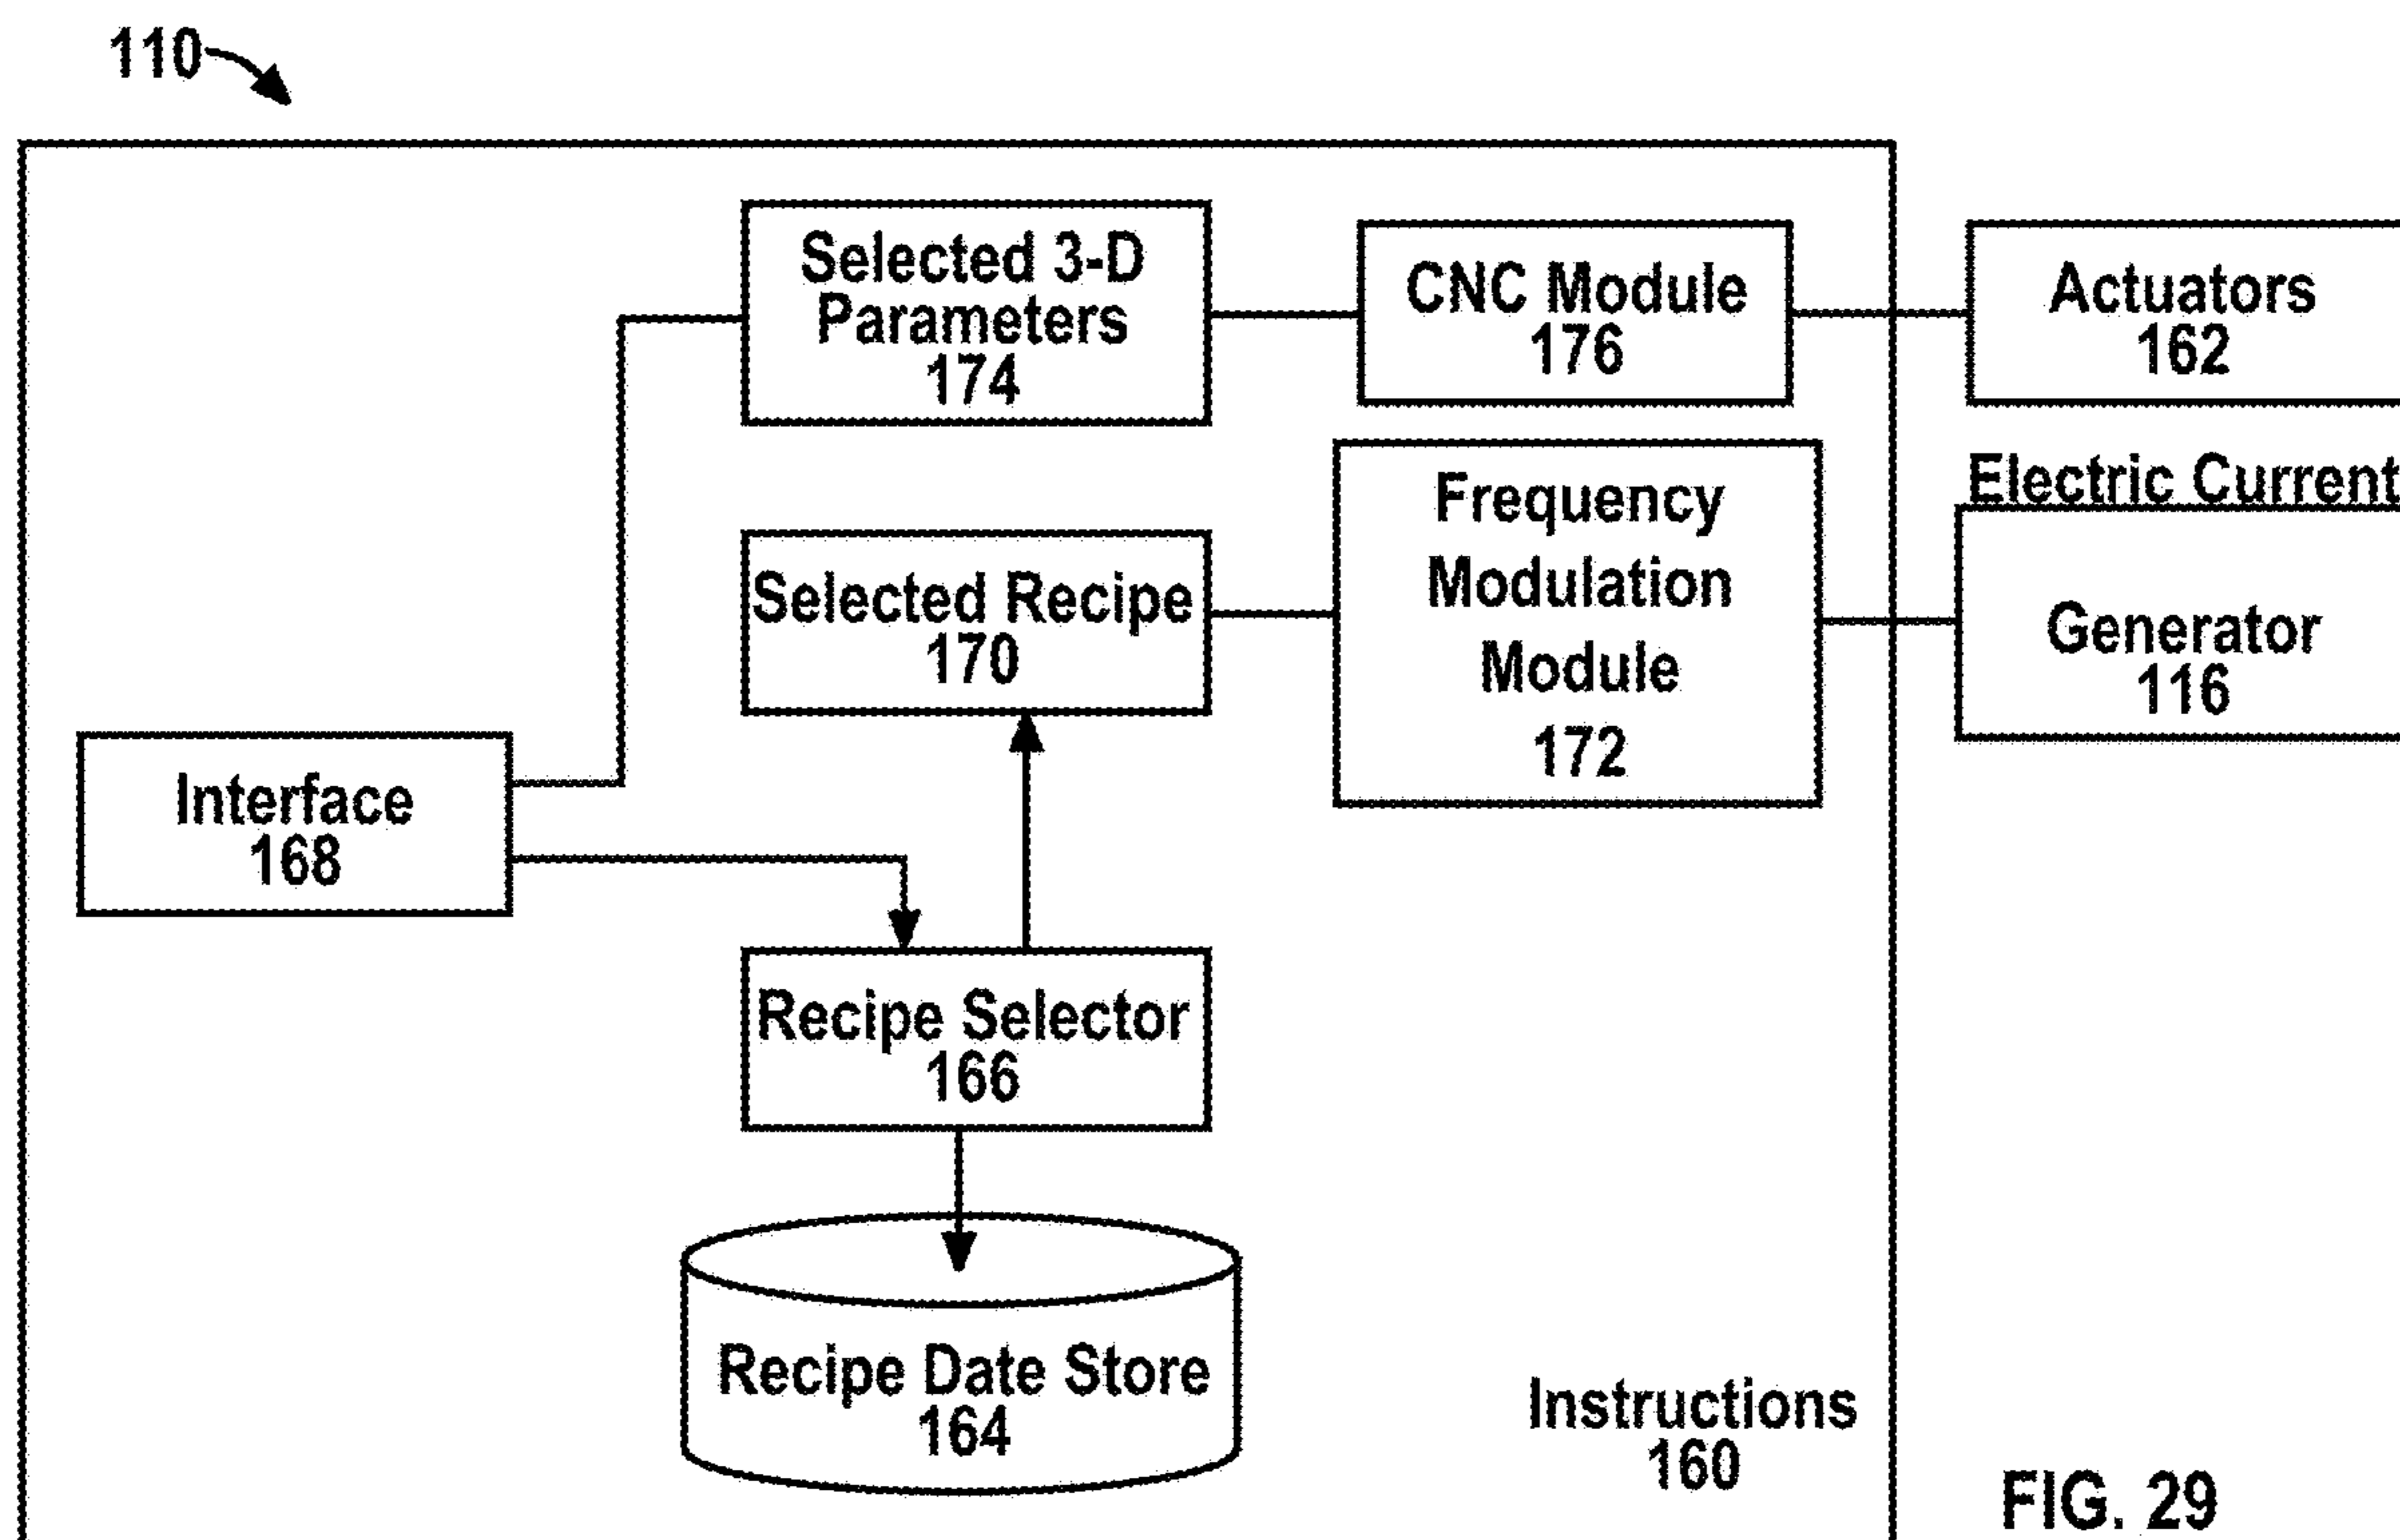 110
Selected 3-D
Parameters
174
CNC Module
176
Actuators
162
Electric Current
Generator
116
Frequency
Modulation
Module
172
Selected Recipe
170
Interface
168
Recipe Selector
166
Recipe Date Store
164
Instructions
160
FIG. 29